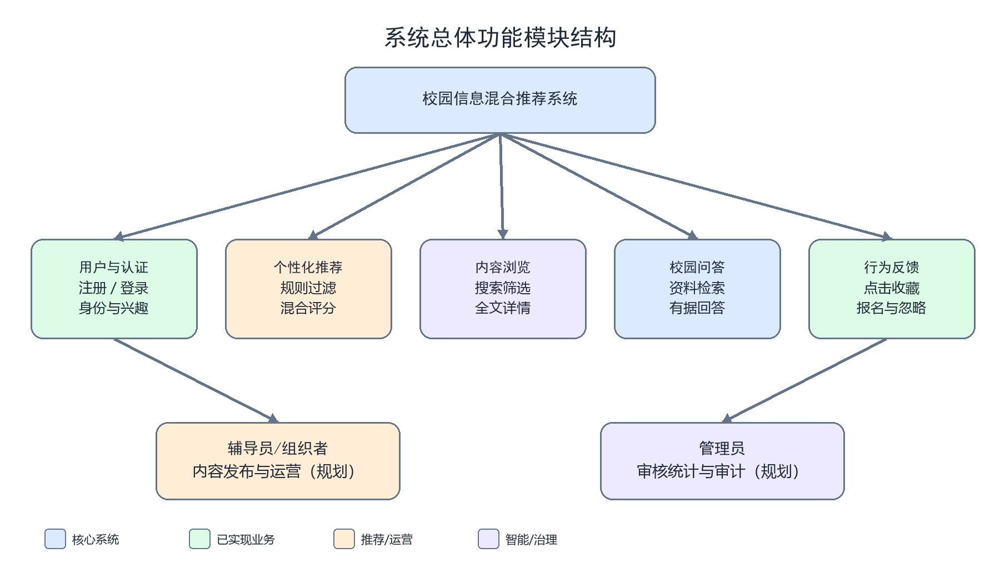 系统总体功能模块结构
校园信息混合推荐系统
用户与认证
注册 / 登录
身份与兴趣
个性化推荐
规则过滤
混合评分
内容浏览
搜索筛选
全文详情
校园问答
资料检索
有据回答
行为反馈
点击收藏
报名与忽略
辅导员/组织者
内容发布与运营（规划）
管理员
审核统计与审计（规划）
核心系统
已实现业务
推荐/运营
智能/治理